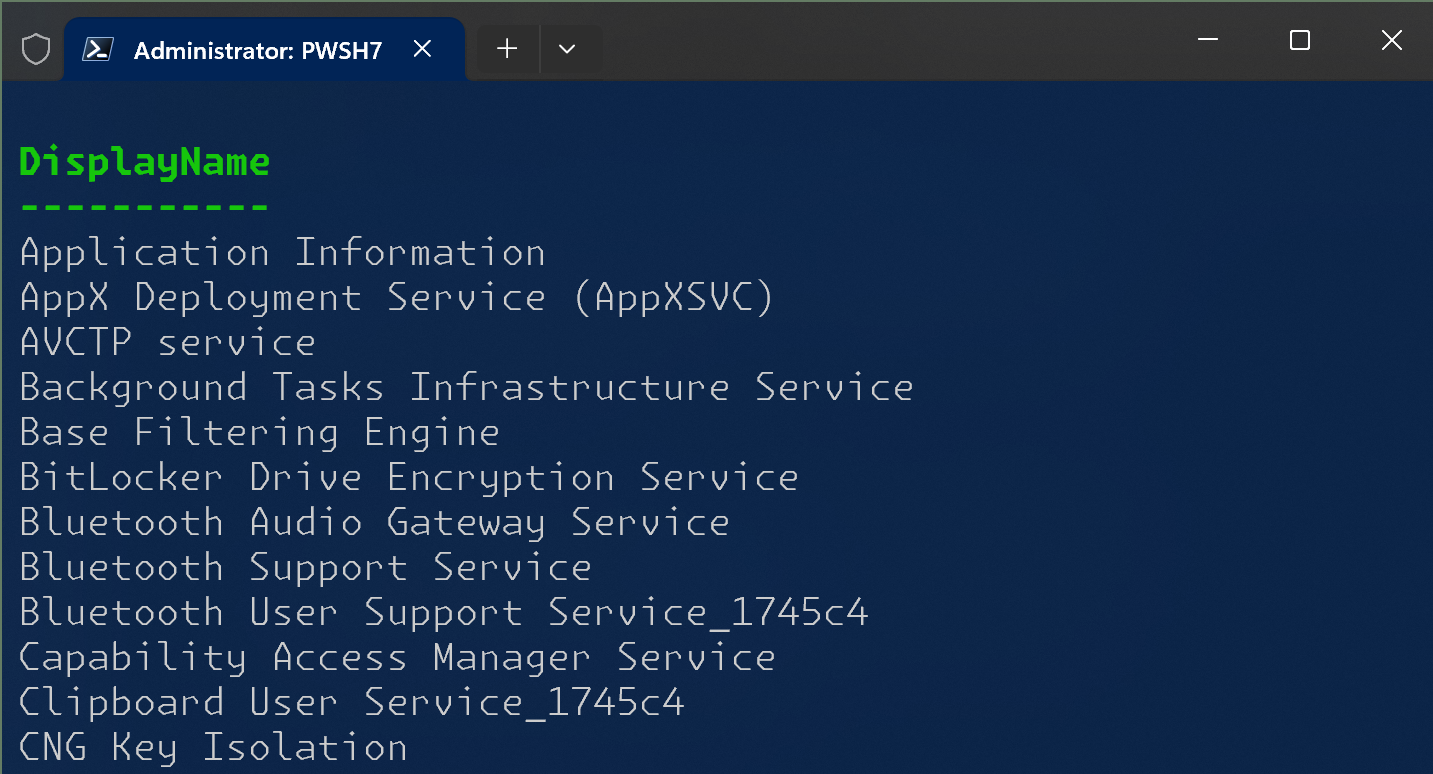 Administrator: PWSH7
DisplayName
-----------
Application Information
AppX Deployment Service (AppXSVC)
AVCTP service
Background Tasks Infrastructure Service
Base Filtering Engine
BitLocker Drive Encryption Service
Bluetooth Audio Gateway Service
Bluetooth Support Service
Bluetooth User Support Service_1745c4
Capability Access Manager Service
Clipboard User Service_1745c4
CNG Key Isolation